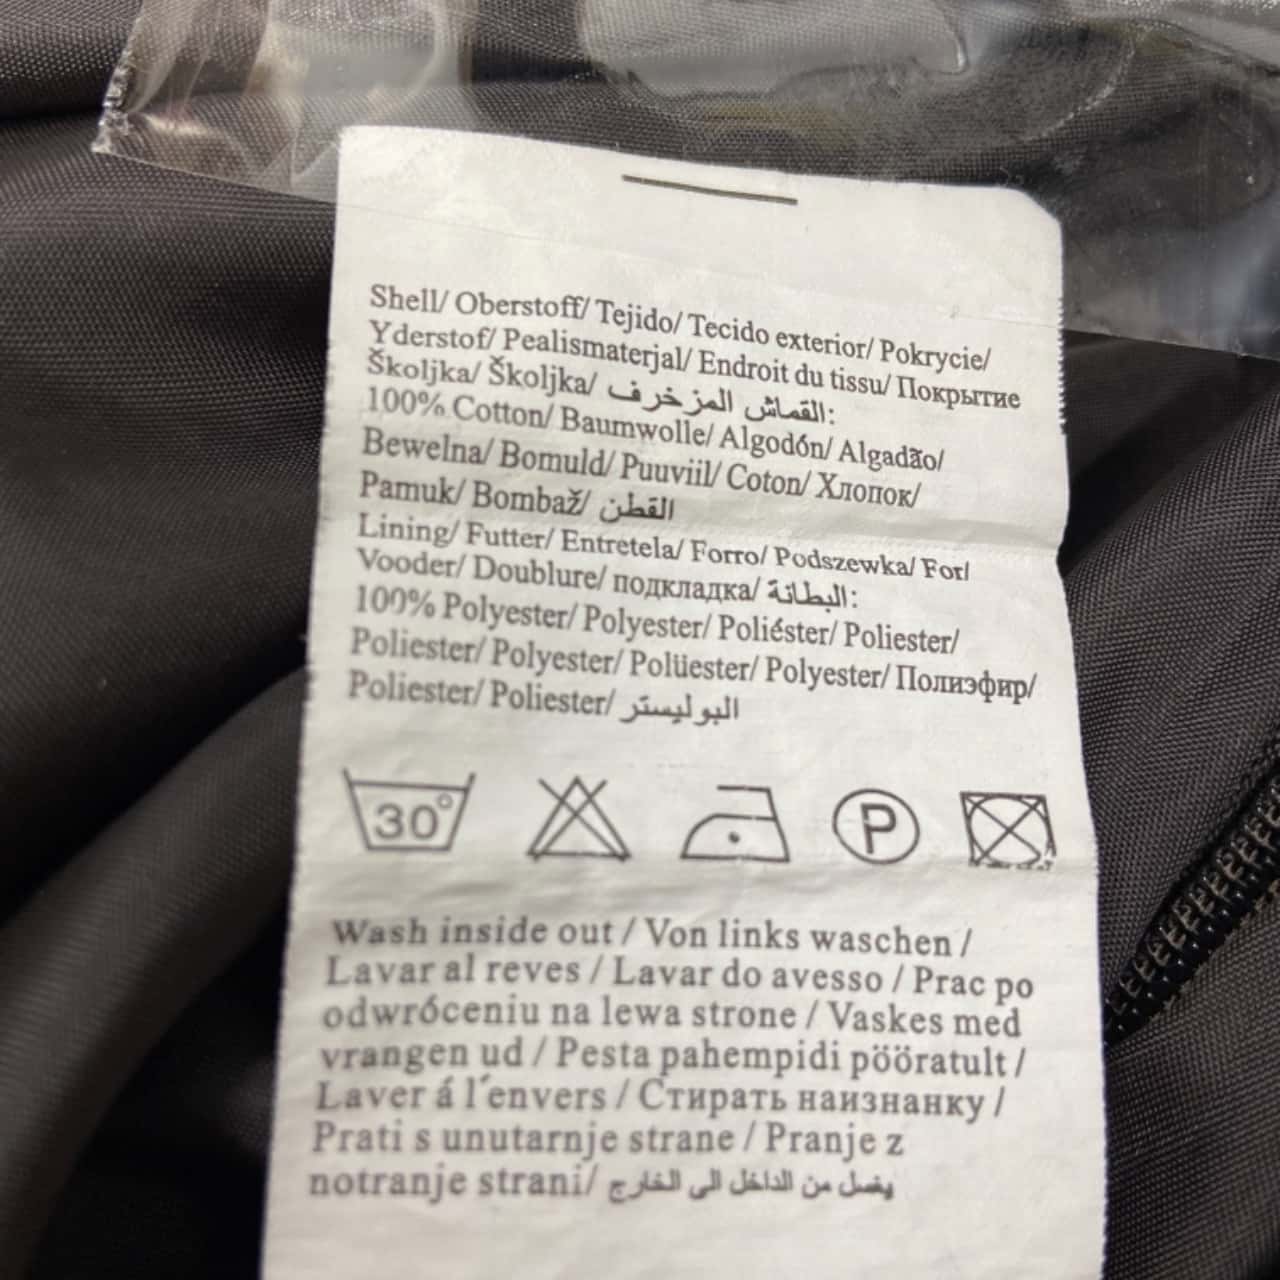 Shell/ Oberstoff/ Tejido/ Tecido exterior/ Pokrycie/
Yderstof/ Pealismaterjal/ Endroit du tissu/ Покрытие
Školjka/ Školjka/ القماش المزخرف:
100% Cotton/ Baumwolle/ Algodón/ Algadão/
Bewelna/ Bomuld/ Puuviil/ Coton/ Хлопок/
Pamuk/ Bombaž/ القطن
Lining/ Futter/ Entretela/ Forro/ Podszewka/ For/
Vooder/ Doublure/ подкладка/ البطانة:
100% Polyester/ Polyester/ Poliéster/ Poliester/
Poliester/ Polyester/ Polüester/ Polyester/ Полиэфир/
Poliester/ Poliester/ البوليستر
30° P
Wash inside out / Von links waschen /
Lavar al reves / Lavar do avesso / Prac po
odwróceniu na lewa strone / Vaskes med
vrangen ud / Pesta pahempidi pööratult /
Laver á l´envers / Стирать наизнанку /
Prati s unutarnje strane / Pranje z
notranje strani/ يغسل من الداخل الى الخارج